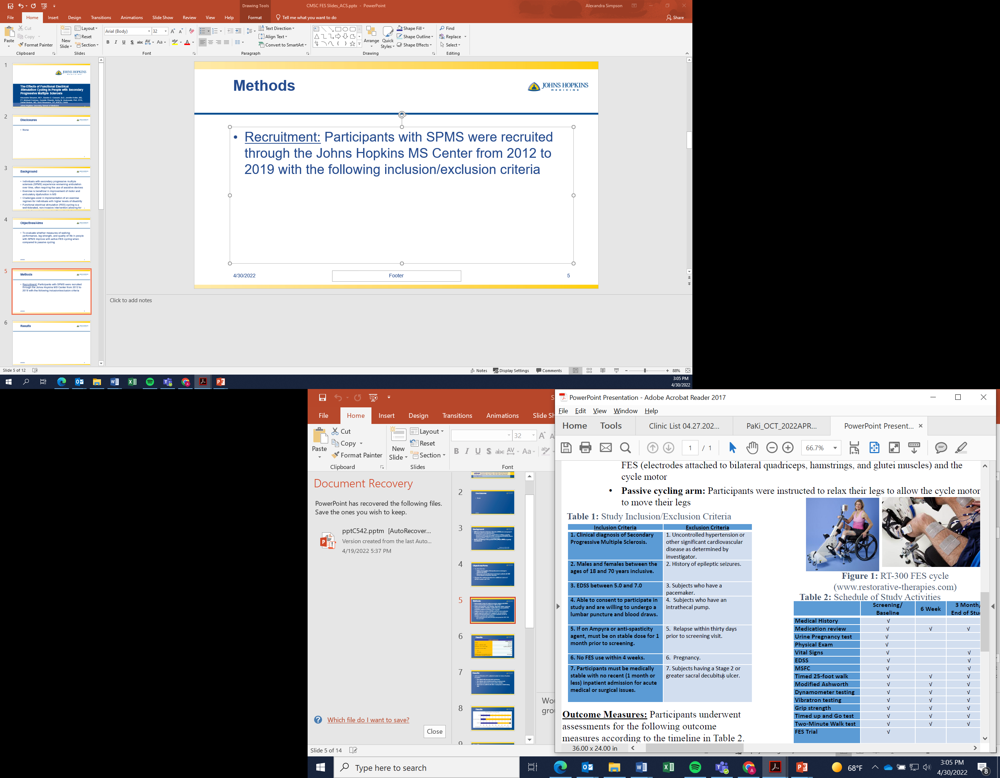 CMSC FES Slides_ACS.pptx - PowerPoint
Drawing Tools
Alexandra Simpson
File Home Insert Design Transitions Animations Slide Show Review View Help Format Tell me what you want to do Share
Paste
Cut
Copy
Format Painter
Clipboard
New Slide
Layout
Reset
Section
Slides
Arial (Body) 32
Font
Text Direction
Align Text
Convert to SmartArt
Paragraph
Arrange
Quick Styles
Shape Fill
Shape Outline
Shape Effects
Drawing
Find
Replace
Select
Editing
1
JOHNS HOPKINS
MEDICINE
The Effects of Functional Electrical
Stimulation Cycling in People with Secondary
Progressive Multiple Sclerosis
Johns Hopkins University School of Medicine
2
Disclosures
• None
3
Background
• Individuals with secondary progressive multiple
sclerosis (SPMS) experience worsening ambulation
over time, often requiring the use of assistive devices
• Exercise is beneficial in improvement of motor and
ambulatory dysfunction in MS
• Challenges exist in implementation of an exercise
regimen for individuals with higher levels of disability
• Functional electrical stimulation (FES) cycling is a
well-tolerated, non-invasive intervention allowing for
4
Objectives/Aims
• To evaluate whether measures of walking
performance, leg strength, and quality of life in people
with SPMS improve with active FES cycling when
compared to passive cycling
5
Methods
• Recruitment: Participants with SPMS were recruited
through the Johns Hopkins MS Center from 2012 to
2019 with the following inclusion/exclusion criteria
6
Results
Methods
JOHNS HOPKINS
MEDICINE
• Recruitment: Participants with SPMS were recruited
through the Johns Hopkins MS Center from 2012 to
2019 with the following inclusion/exclusion criteria
4/30/2022 Footer 5
Click to add notes
Slide 5 of 12
Notes Display Settings Comments 88%
3:05 PM
4/30/2022
File Home Insert Design Transitions Animations Slide Sh
Paste
Cut
Copy
Format Painter
Clipboard
New Slide
Layout
Reset
Section
Slides
32
Font
Document Recovery
PowerPoint has recovered the following files.
Save the ones you wish to keep.
pptC542.pptm [AutoRecover...
Version created from the last Auto...
4/19/2022 5:37 PM
Which file do I want to save?
Close
2
Disclosures
3
Background
4
Objectives/Aims
5
Methods
6
Results
7
Results
8
Results
9
Wou
grou
Slide 5 of 14
PowerPoint Presentation - Adobe Acrobat Reader 2017
File Edit View Window Help
Home Tools Clinic List 04.27.202... PaKi_OCT_2022APR... PowerPoint Present... ×
1 / 1 66.7%
FES (electrodes attached to bilateral quadriceps, hamstrings, and glutei muscles) and the
cycle motor
• Passive cycling arm: Participants were instructed to relax their legs to allow the cycle motor
to move their legs
Table 1: Study Inclusion/Exclusion Criteria
Inclusion Criteria Exclusion Criteria
1. Clinical diagnosis of Secondary
Progressive Multiple Sclerosis.
1. Uncontrolled hypertension or
other significant cardiovascular
disease as determined by
investigator.
2. Males and females between the
ages of 18 and 70 years inclusive.
2. History of epileptic seizures.
3. EDSS between 5.0 and 7.0
3. Subjects who have a
pacemaker.
4. Able to consent to participate in
study and are willing to undergo a
lumbar puncture and blood draws.
4. Subjects who have an
intrathecal pump.
5. If on Ampyra or anti-spasticity
agent, must be on stable dose for 1
month prior to screening.
5. Relapse within thirty days
prior to screening visit.
6. No FES use within 4 weeks.
6. Pregnancy.
7. Participants must be medically
stable with no recent (1 month or
less) inpatient admission for acute
medical or surgical issues.
7. Subjects having a Stage 2 or
greater sacral decubitus ulcer.
Outcome Measures: Participants underwent
assessments for the following outcome
measures according to the timeline in Table 2.
Figure 1: RT-300 FES cycle
(www.restorative-therapies.com)
Table 2: Schedule of Study Activities
Screening/ Baseline 6 Week 3 Month/ End of Stud
Medical History √
Medication review √ √ √
Urine Pregnancy test √
Physical Exam √
Vital Signs √ √
EDSS √ √
MSFC √ √
Timed 25-foot walk √ √ √
Modified Ashworth √ √ √
Dynamometer testing √ √ √
Vibratron testing √ √ √
Grip strength √ √ √
Timed up and Go test √ √ √
Two-Minute Walk test √ √ √
FES Trial √
36.00 x 24.00 in
Type here to search
68°F
3:05 PM
4/30/2022
8